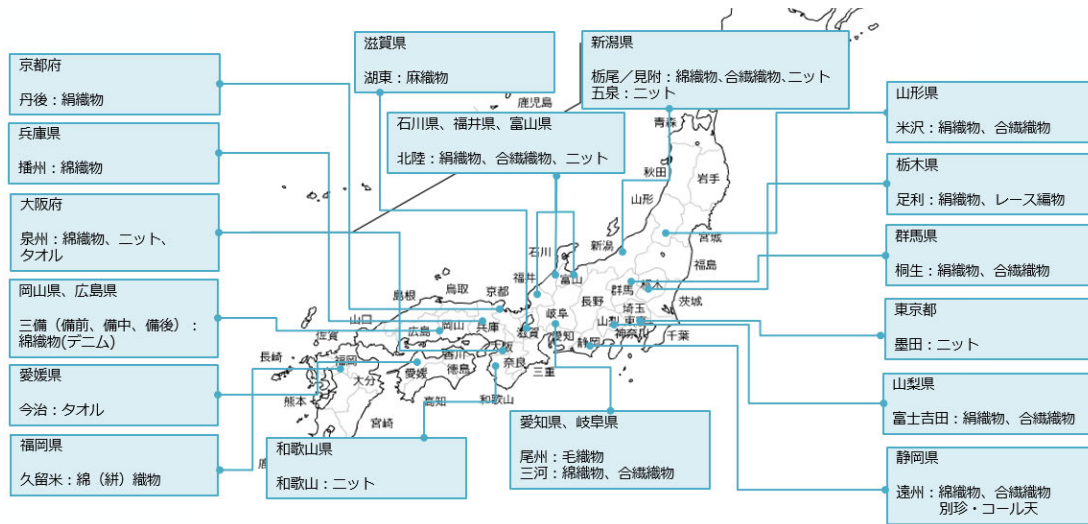 京都府
丹後：絹織物
兵庫県
播州：綿織物
大阪府
泉州：綿織物、ニット、
タオル
岡山県、広島県
三備（備前、備中、備後）：
綿織物(デニム)
愛媛県
今治：タオル
福岡県
久留米：綿（絣）織物
滋賀県
湖東：麻織物
石川県、福井県、富山県
北陸：絹織物、合繊織物、ニット
新潟県
栃尾／見附：綿織物、合繊織物、ニット
五泉：ニット
山形県
米沢：絹織物、合繊織物
栃木県
足利：絹織物、レース編物
群馬県
桐生：絹織物、合繊織物
東京都
墨田：ニット
山梨県
富士吉田：絹織物、合繊織物
静岡県
遠州：綿織物、合繊織物
別珍・コール天
愛知県、岐阜県
尾州：毛織物
三河：綿織物、合繊織物
和歌山県
和歌山：ニット
鹿児島
青森
秋田
岩手
山形
宮城
新潟
福島
石川
富山
福井
群馬
栃木
茨城
長野
埼玉
岐阜
山梨
東京
神奈川
千葉
愛知
静岡
滋賀
三重
京都
鳥取
島根
兵庫
岡山
広島
山口
奈良
和歌山
香川
徳島
愛媛
高知
佐賀
長崎
福岡
大分
熊本
宮崎